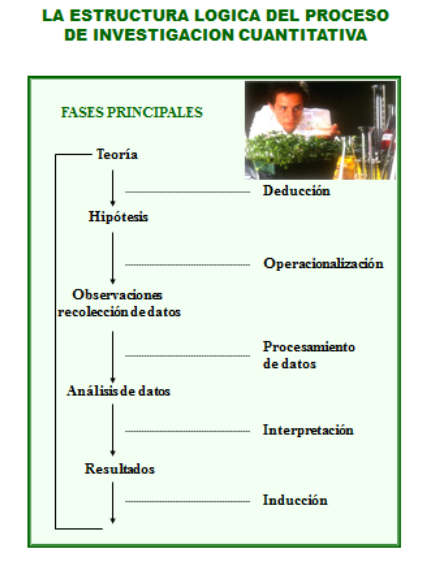 LA ESTRUCTURA LOGICA DEL PROCESO
DE INVESTIGACION CUANTITATIVA
FASES PRINCIPALES
Teoría
Deducción
Hipótesis
Operacionalización
Observaciones
recolección de datos
Procesamiento
de datos
Análisis de datos
Interpretación
Resultados
Inducción